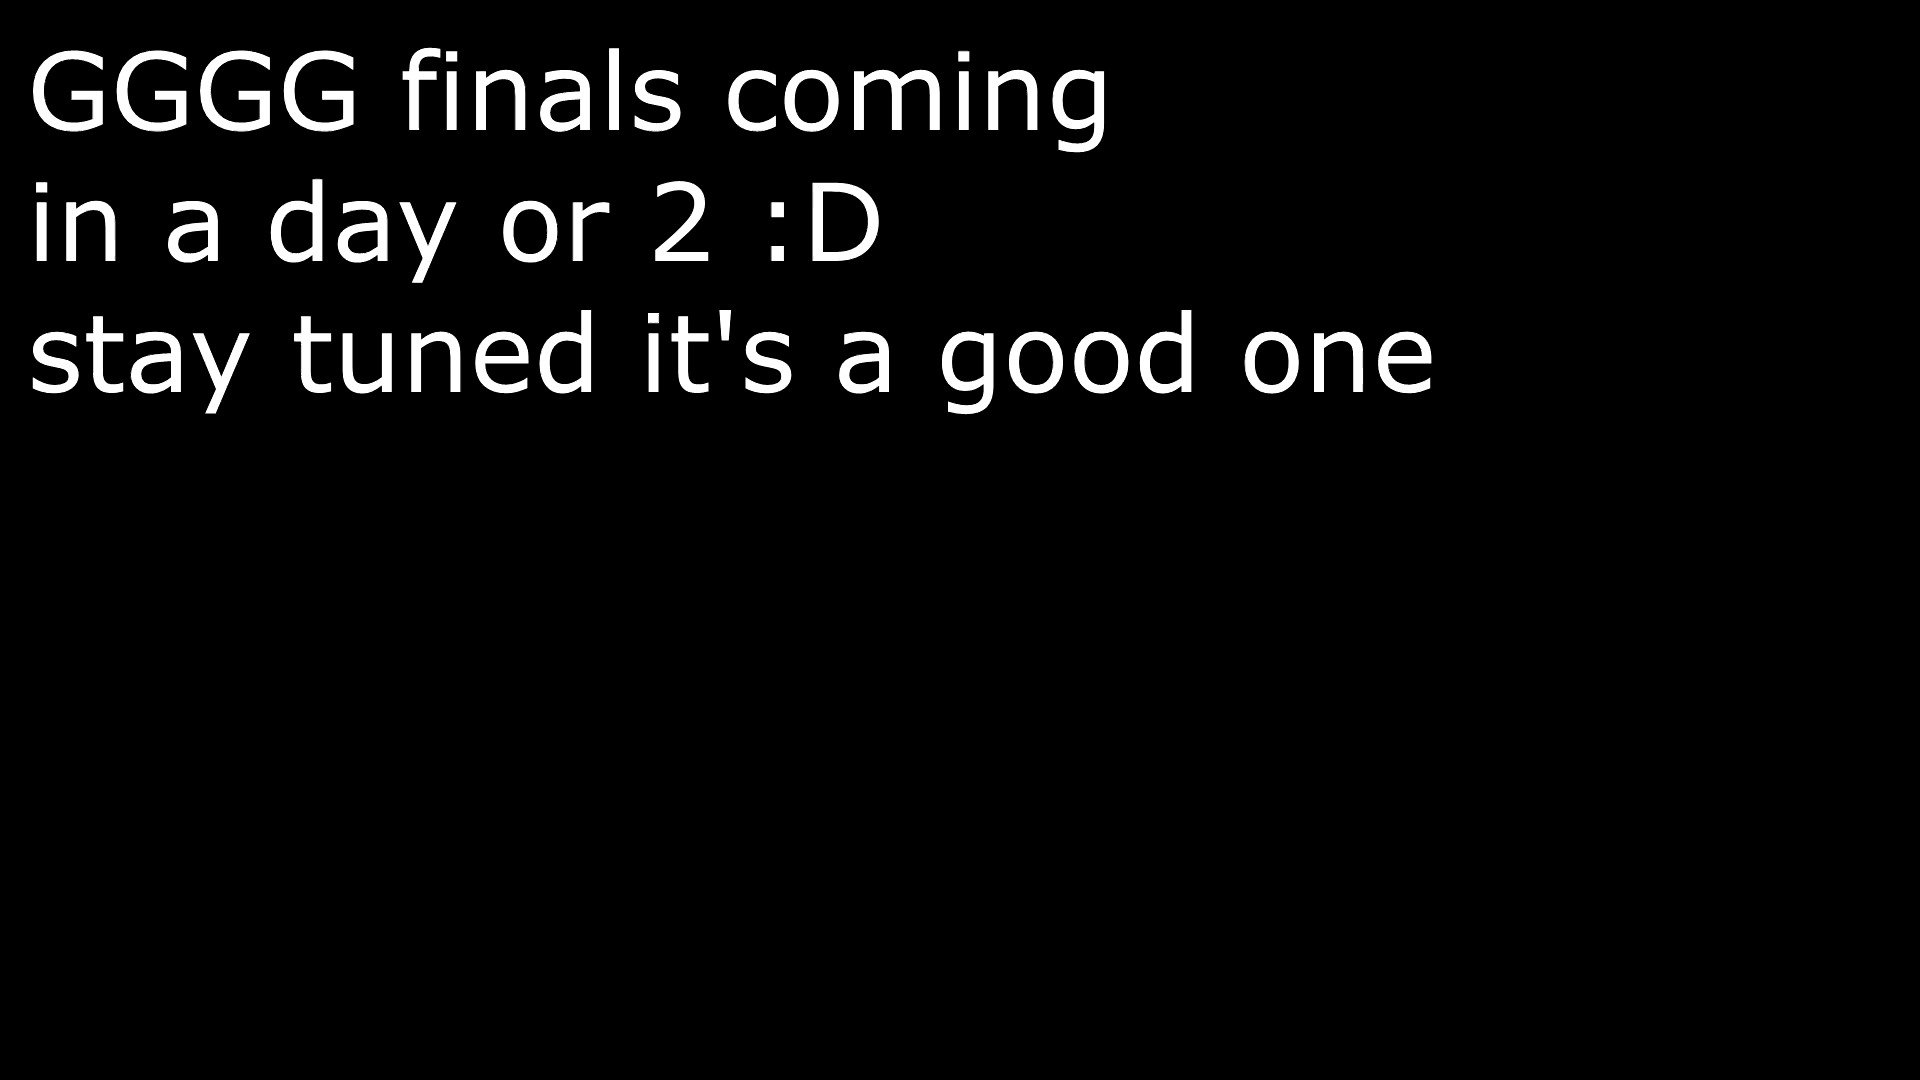 GGGG finals coming
in a day or 2 :D
stay tuned it's a good one